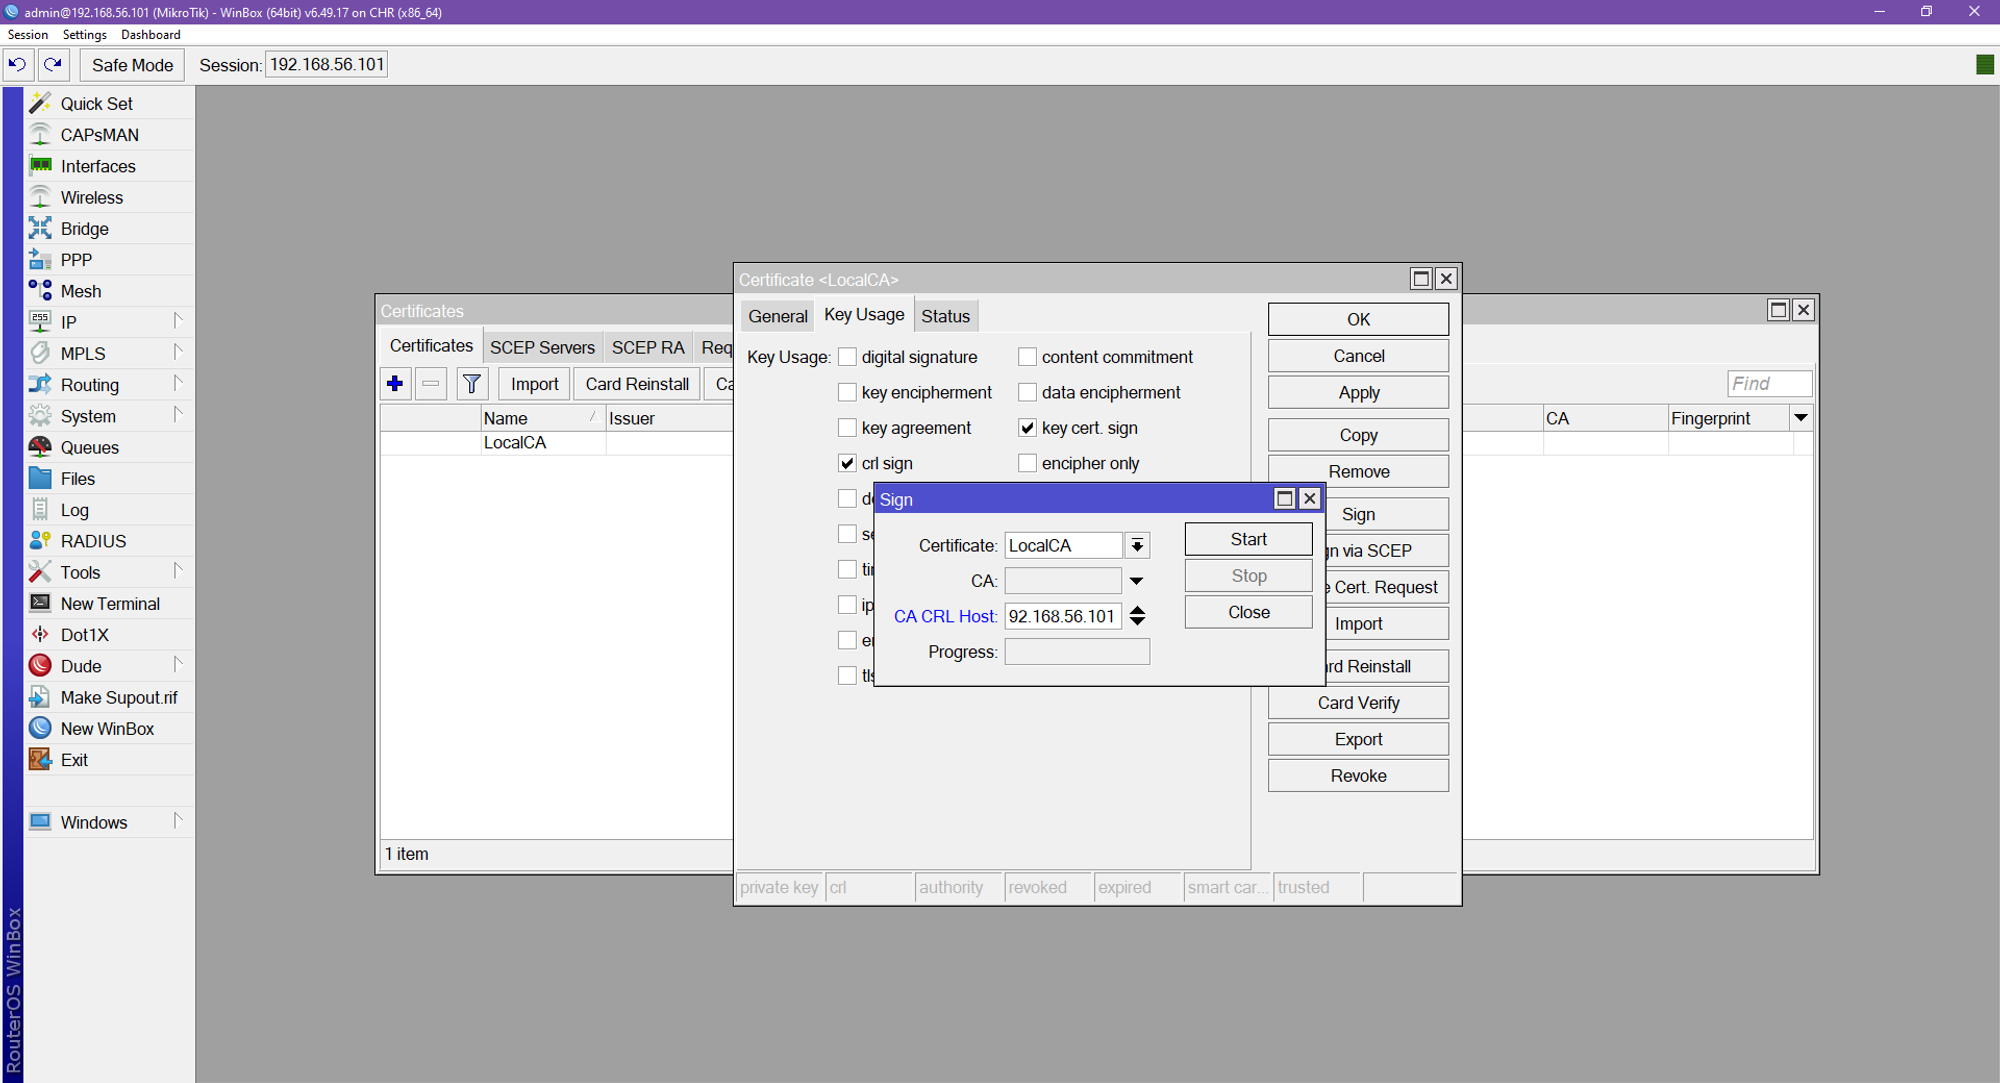 admin@192.168.56.101 (MikroTik) - WinBox (64bit) v6.49.17 on CHR (x86_64)
Session Settings Dashboard
Safe Mode Session: 192.168.56.101
Quick Set
CAPsMAN
Interfaces
Wireless
Bridge
PPP
Mesh
255 IP
MPLS
Routing
System
Queues
Files
Log
RADIUS
Tools
New Terminal
Dot1X
Dude
Make Supout.rif
New WinBox
Exit
Windows
RouterOS WinBox
Certificates
Certificates SCEP Servers SCEP RA Req
Import Card Reinstall Ca
Find
Name Issuer CA Fingerprint
LocalCA
1 item
Certificate <LocalCA>
General Key Usage Status
Key Usage: digital signature content commitment
key encipherment data encipherment
key agreement key cert. sign
crl sign encipher only
de
se
tin
ip
en
tls
OK
Cancel
Apply
Copy
Remove
Sign
gn via SCEP
e Cert. Request
Import
rd Reinstall
Card Verify
Export
Revoke
private key crl authority revoked expired smart car... trusted
Sign
Certificate: LocalCA
CA:
CA CRL Host: 92.168.56.101
Progress:
Start
Stop
Close